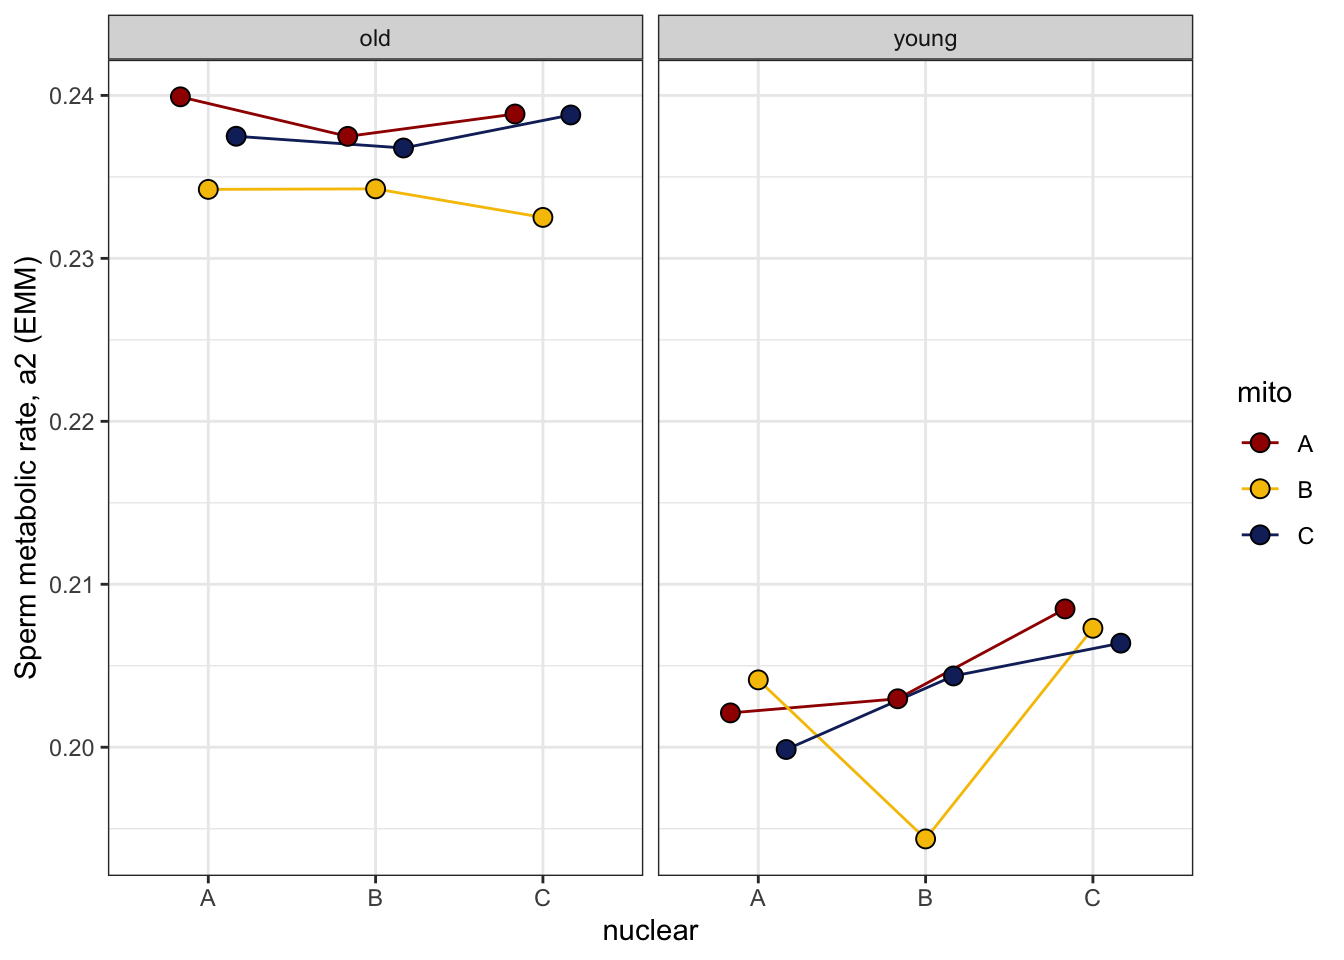 old
young
Sperm metabolic rate, a2 (EMM)
0.24
0.23
0.22
0.21
0.20
A B C
A B C
nuclear
mito
A
B
C